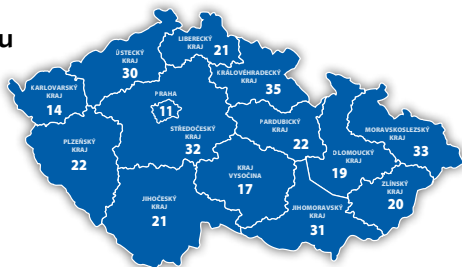 u
LIBERECKÝ
KRAJ 21
ÚSTECKÝ
KRAJ
30
KRÁLOVÉHRADECKÝ
KRAJ
35
KARLOVARSKÝ
KRAJ
14
PRAHA
11
STŘEDOČESKÝ
KRAJ
32
PARDUBICKÝ
KRAJ
22
MORAVSKOSLEZSKÝ
KRAJ
33
PLZEŇSKÝ
KRAJ
22
OLOMOUCKÝ
KRAJ
19
KRAJ
VYSOČINA
17
ZLÍNSKÝ
KRAJ
20
JIHOČESKÝ
KRAJ
21
JIHOMORAVSKÝ
KRAJ
31